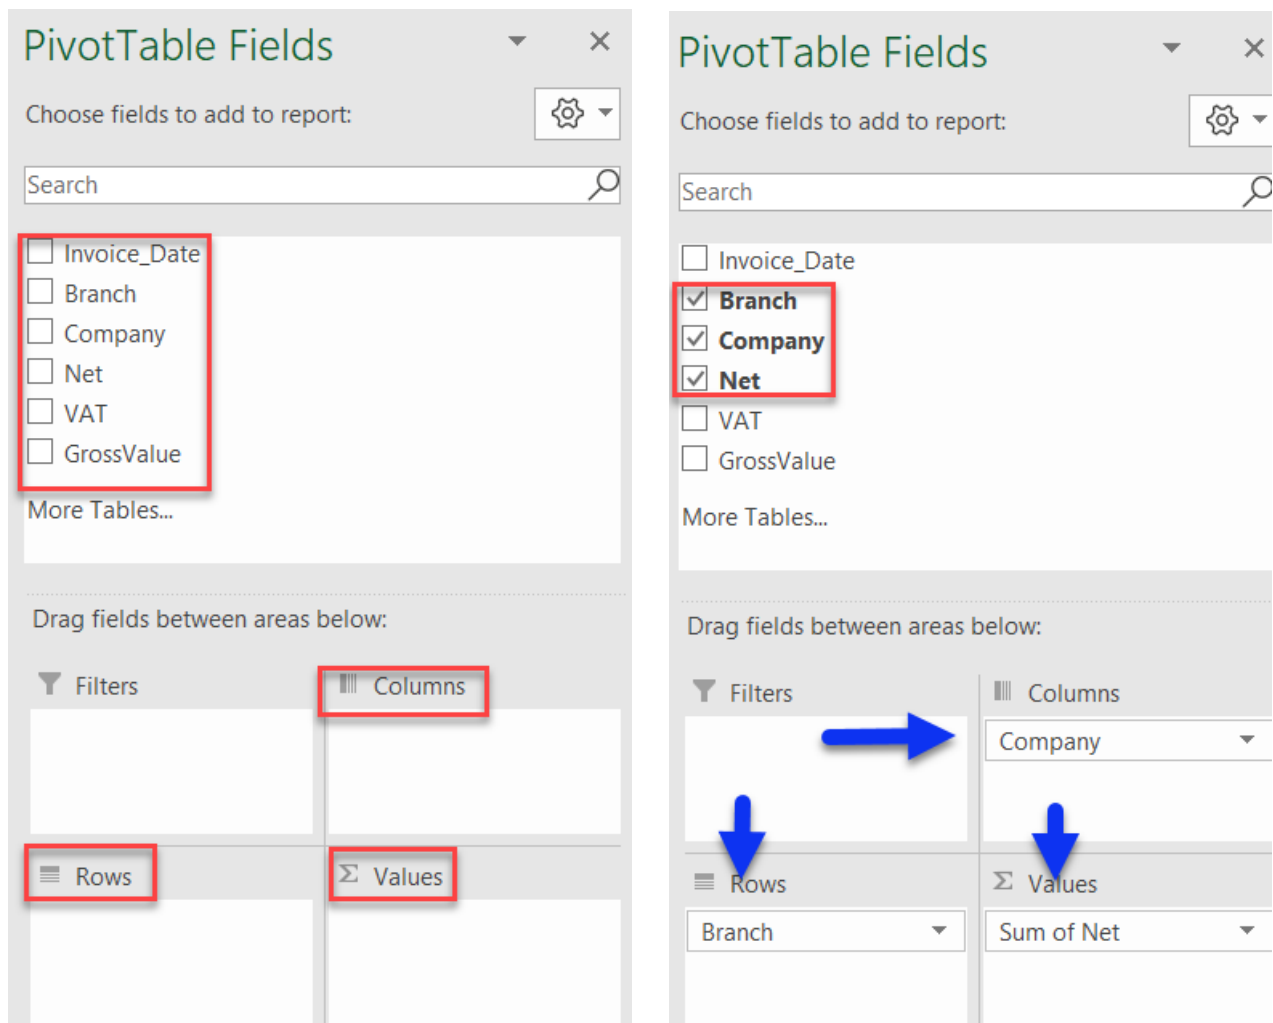 PivotTable Fields
Choose fields to add to report:
Search
Invoice_Date
Branch
Company
Net
VAT
GrossValue
More Tables...
Drag fields between areas below:
Filters
Columns
Rows
Values
PivotTable Fields
Choose fields to add to report:
Search
Invoice_Date
Branch
Company
Net
VAT
GrossValue
More Tables...
Drag fields between areas below:
Filters
Columns
Company
Rows
Values
Branch
Sum of Net